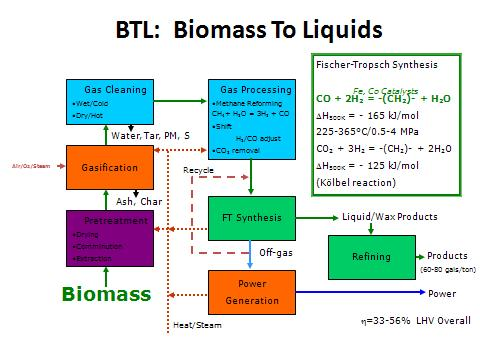 BTL: Biomass To Liquids
Fischer-Tropsch Synthesis
Fe, Co Catalysts
CO + 2H₂ = -(CH₂)- + H₂O
ΔH₅₀₀K = - 165 kJ/mol
225-365°C/0.5-4 MPa
CO₂ + 3H₂ = -(CH₂)- + 2H₂O
ΔH₅₀₀K = - 125 kJ/mol
(Kölbel reaction)
Gas Cleaning
•Wet/Cold
•Dry/Hot
Gas Processing
•Methane Reforming
CH₄+ H₂O = 3H₂ + CO
•Shift
H₂/CO adjust
•CO₂ removal
Water, Tar, PM, S
Air/O₂/Steam
Gasification
Recycle
Ash, Char
Pretreatment
•Drying
•Comminution
•Extraction
FT Synthesis
Liquid/Wax Products
Off-gas
Refining
Products
(60-80 gals/ton)
Biomass
Power
Generation
Power
Heat/Steam
η=33-56% LHV Overall